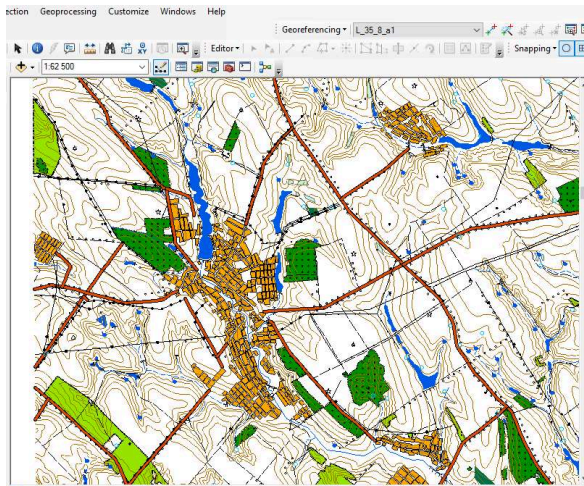 ection Geoprocessing Customize Windows Help
Georeferencing L_35_8_a1
Editor Snapping
1:62 500